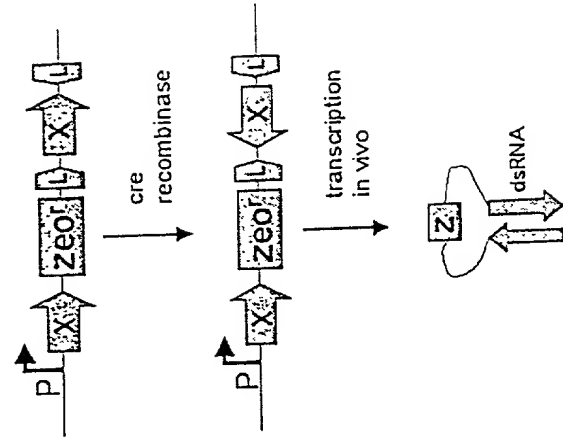 P
X zeoʳ L X L
cre
recombinase
P
X zeoʳ L X L
transcription
in vivo
Z
dsRNA